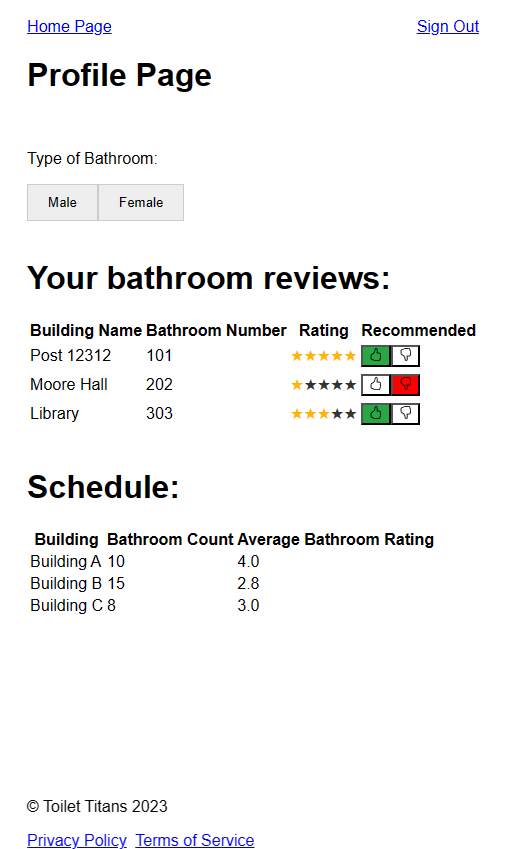 Home Page Sign Out
Profile Page
Type of Bathroom:
Male Female
Your bathroom reviews:
Building Name Bathroom Number Rating Recommended
Post 12312 101 ★★★★★
Moore Hall 202 ★★★★★
Library 303 ★★★★★
Schedule:
Building Bathroom Count Average Bathroom Rating
Building A 10 4.0
Building B 15 2.8
Building C 8 3.0
© Toilet Titans 2023
Privacy Policy Terms of Service